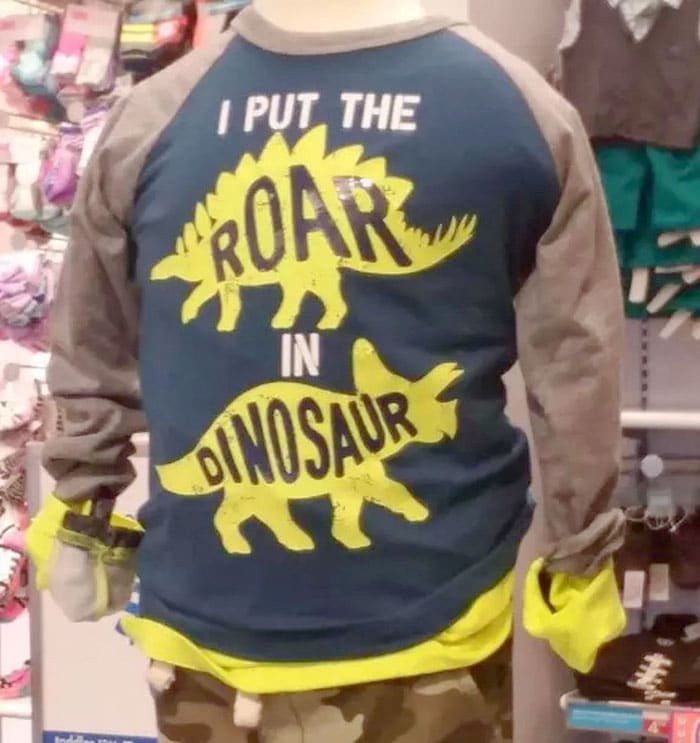 I PUT THE
ROAR
IN
DINOSAUR